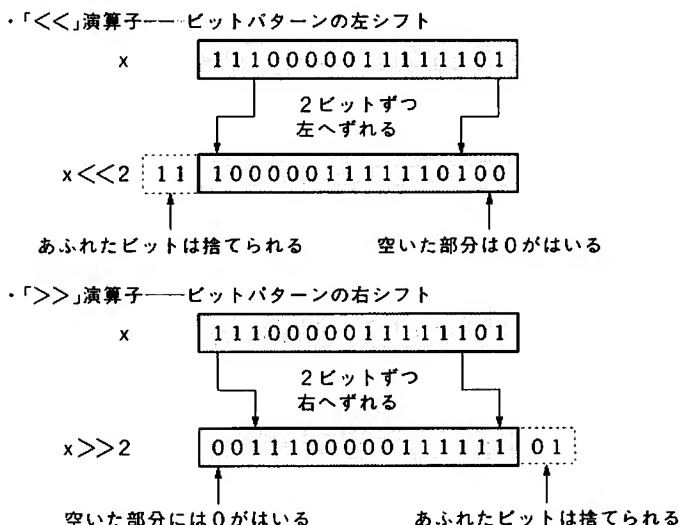 ・「<<」演算子──ビットパターンの左シフト
x 1110000011111101
2ビットずつ
左へずれる
x<<2 11 1000001111110100
あふれたビットは捨てられる 空いた部分は0がはいる
・「>>」演算子──ビットパターンの右シフト
x 1110000011111101
2ビットずつ
右へずれる
x>>2 0011100000111111 01
空いた部分には0がはいる あふれたビットは捨てられる